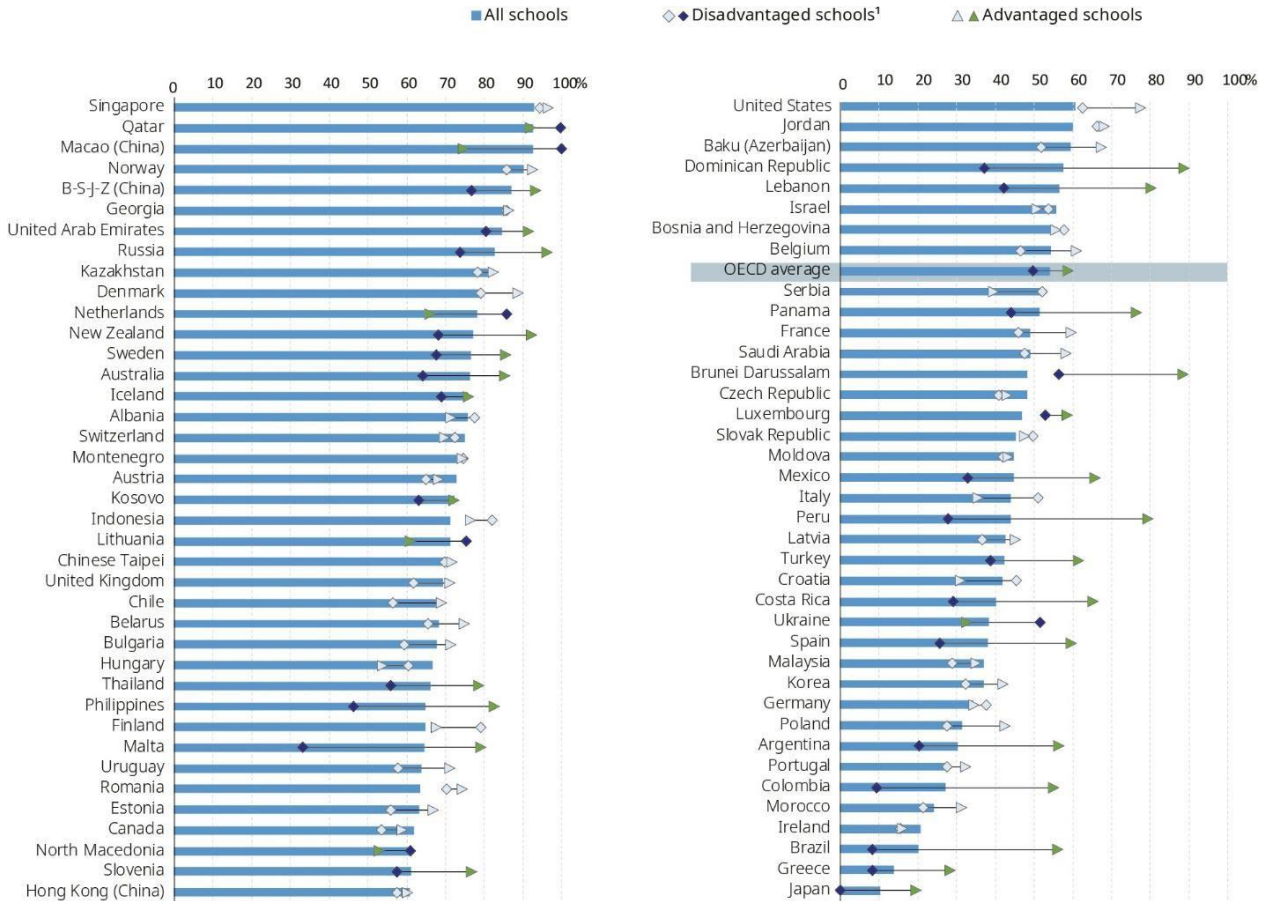 All schools
Disadvantaged schools¹
Advantaged schools
0 10 20 30 40 50 60 70 80 90 100%
Singapore
Qatar
Macao (China)
Norway
B-S-J-Z (China)
Georgia
United Arab Emirates
Russia
Kazakhstan
Denmark
Netherlands
New Zealand
Sweden
Australia
Iceland
Albania
Switzerland
Montenegro
Austria
Kosovo
Indonesia
Lithuania
Chinese Taipei
United Kingdom
Chile
Belarus
Bulgaria
Hungary
Thailand
Philippines
Finland
Malta
Uruguay
Romania
Estonia
Canada
North Macedonia
Slovenia
Hong Kong (China)
0 10 20 30 40 50 60 70 80 90 100%
United States
Jordan
Baku (Azerbaijan)
Dominican Republic
Lebanon
Israel
Bosnia and Herzegovina
Belgium
OECD average
Serbia
Panama
France
Saudi Arabia
Brunei Darussalam
Czech Republic
Luxembourg
Slovak Republic
Moldova
Mexico
Italy
Peru
Latvia
Turkey
Croatia
Costa Rica
Ukraine
Spain
Malaysia
Korea
Germany
Poland
Argentina
Portugal
Colombia
Morocco
Ireland
Brazil
Greece
Japan